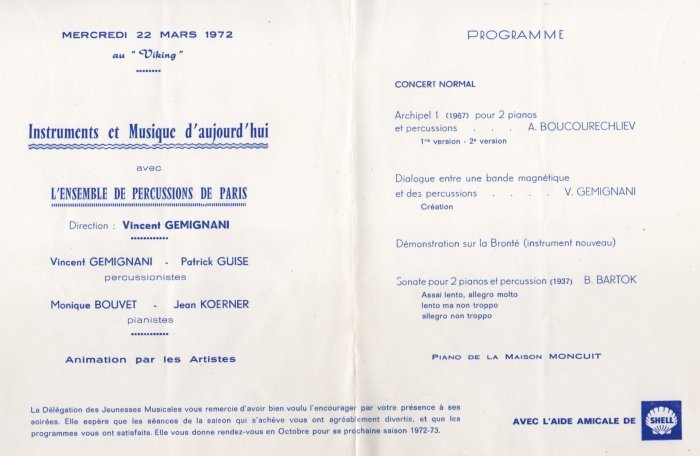 MERCREDI 22 MARS 1972
au " Viking "
Instruments et Musique d'aujourd'hui
avec
L'ENSEMBLE DE PERCUSSIONS DE PARIS
Direction : Vincent GEMIGNANI
Vincent GEMIGNANI - Patrick GUISE
percussionistes
Monique BOUVET - Jean KOERNER
pianistes
Animation par les Artistes
La Délégation des Jeunesses Musicales vous remercie d'avoir bien voulu l'encourager par votre présence à ses
soirées. Elle espère que les séances de la saison qui s'achève vous ont agréablement divertis, et que les
programmes vous ont satisfaits. Elle vous donne rendez-vous en Octobre pour sa prochaine saison 1972-73.
PROGRAMME
CONCERT NORMAL
Archipel 1 (1967) pour 2 pianos
et percussions . . . A. BOUCOURECHLIEV
1re version - 2e version
Dialogue entre une bande magnétique
et des percussions . . . . V. GEMIGNANI
Création
Démonstration sur la Bronté (instrument nouveau)
Sonate pour 2 pianos et percussion (1937) B. BARTOK
Assai lento, allegro molto
lento ma non troppo
allegro non troppo
PIANO DE LA MAISON MONCUIT
AVEC L'AIDE AMICALE DE SHELL